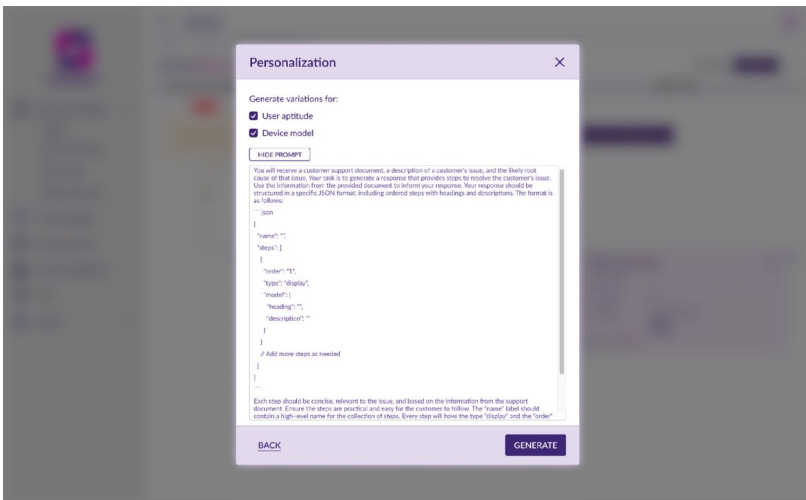 Personalization
Generate variations for:
User aptitude
Device model
HIDE PROMPT
You will receive a customer support document, a description of a customer's issue, and the likely root
cause of that issue. Your task is to generate a response that provides steps to resolve the customer's issue.
Use the information from the provided document to inform your response. Your response should be
structured in a specific JSON format, including ordered steps with headings and descriptions. The format is
as follows:
```json
{
"name": "",
"steps": [
{
"order": "1",
"type": "display",
"model": {
"heading": "",
"description": ""
}
}
// Add more steps as needed
]
}
```
Each step should be concise, relevant to the issue, and based on the information from the support
document. Ensure the steps are practical and easy for the customer to follow. The "name" label should
contain a high-level name for the collection of steps. Every step will have the type "display" and the "order"
BACK
GENERATE